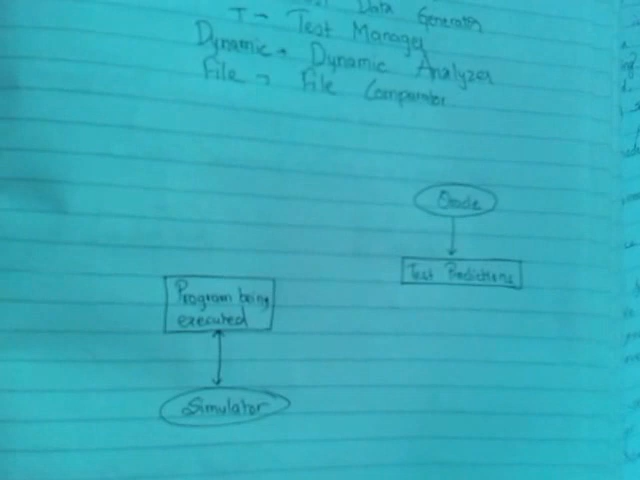 Data Generator
T → Test Manager
Dynamic → Dynamic Analyzer
File → File Comparator
Oracle
Test Predictions
Program being
executed
Simulator